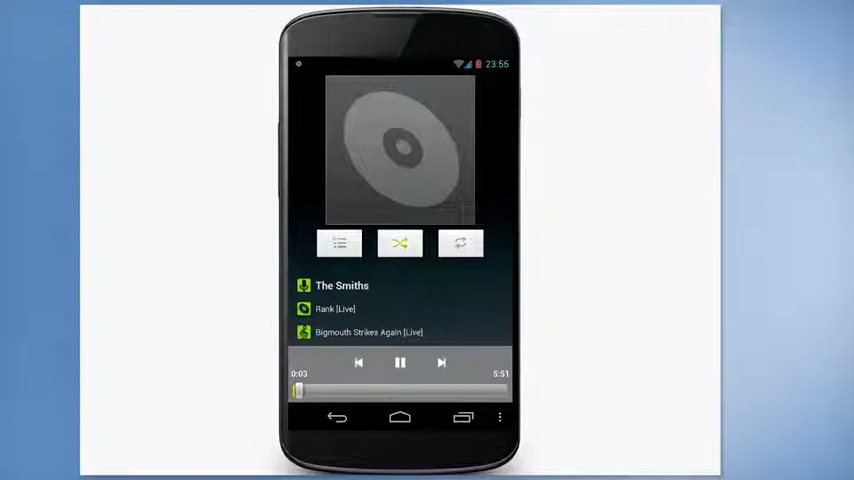 23:55
The Smiths
Rank [Live]
Bigmouth Strikes Again [Live]
0:03
5:51